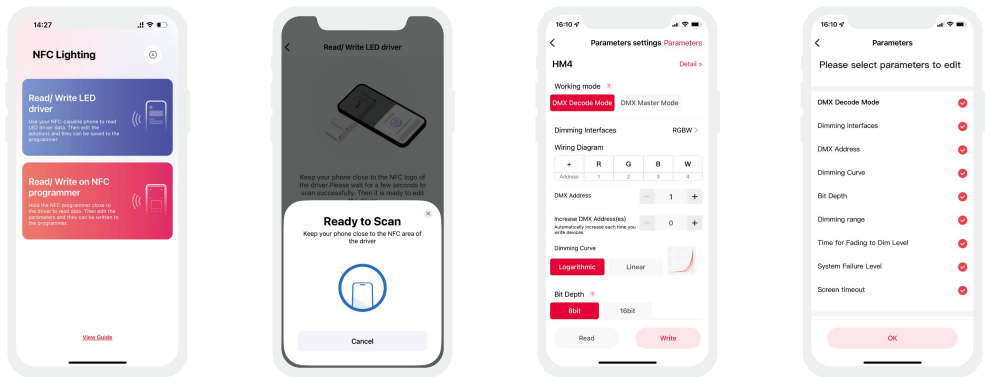 14:27
NFC Lighting
Read/ Write LED
driver
Use your NFC-capable phone to read
LED driver data. Then edit the
solutions and they can be saved to the
programmer.
Read/ Write on NFC
programmer
Hold the NFC programmer close to
the driver to read data. Then edit the
parameters and they can be written to
the programmer.
View Guide
Read/ Write LED driver
Keep your phone close to the NFC logo of
the driver.Please wait for a few seconds to
scan successfully. Then it is ready to edit
Ready to Scan
Keep your phone close to the NFC area of
the driver
Cancel
16:10
Parameters settings Parameters
HM4 Detail >
Working mode ?
DMX Decode Mode DMX Master Mode
Dimming Interfaces RGBW >
Wiring Diagram
+ R G B W
Address 1 2 3 4
DMX Address — 1 +
Increase DMX Address(es)
Automatically increase each time you
write devices
— 0 +
Dimming Curve
Logarithmic Linear
Bit Depth ?
8bit 16bit
Read Write
16:10
Parameters
Please select parameters to edit
DMX Decode Mode
Dimming Interfaces
DMX Address
Dimming Curve
Bit Depth
Dimming range
Time for Fading to Dim Level
System Failure Level
Screen timeout
OK